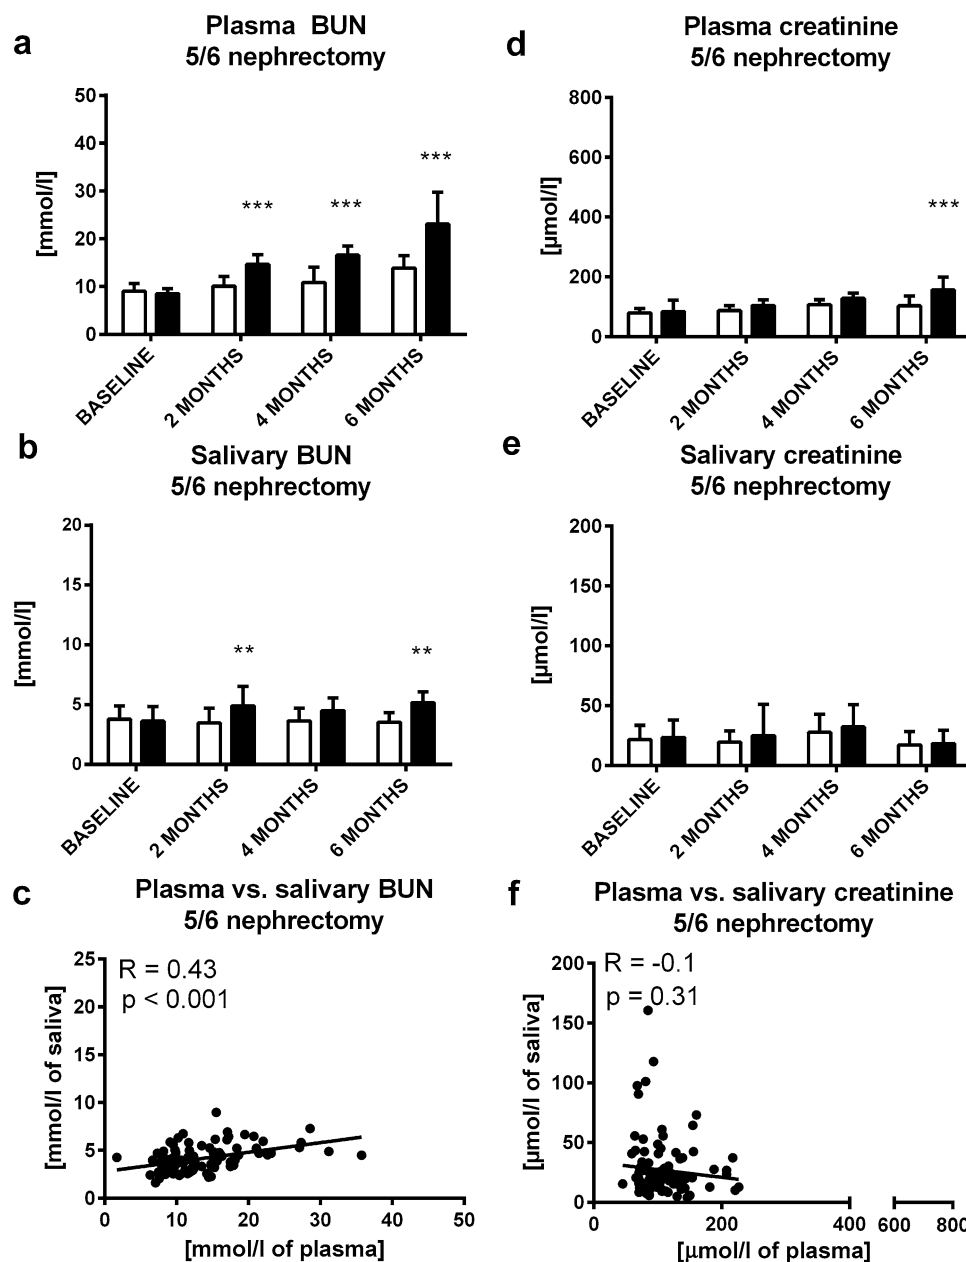 a
Plasma BUN
5/6 nephrectomy
[mmol/l]
50
40
30
20
10
0
***
***
***
BASELINE
2 MONTHS
4 MONTHS
6 MONTHS
d
Plasma creatinine
5/6 nephrectomy
[µmol/l]
800
600
400
200
0
***
BASELINE
2 MONTHS
4 MONTHS
6 MONTHS
b
Salivary BUN
5/6 nephrectomy
[mmol/l]
20
15
10
5
0
**
**
BASELINE
2 MONTHS
4 MONTHS
6 MONTHS
e
Salivary creatinine
5/6 nephrectomy
[µmol/l]
200
150
100
50
0
BASELINE
2 MONTHS
4 MONTHS
6 MONTHS
c
Plasma vs. salivary BUN
5/6 nephrectomy
[mmol/l of saliva]
25
20
15
10
5
0
R = 0.43
p < 0.001
0 10 20 30 40 50
[mmol/l of plasma]
f
Plasma vs. salivary creatinine
5/6 nephrectomy
[µmol/l of saliva]
200
150
100
50
0
R = -0.1
p = 0.31
0 200 400 600 800
[µmol/l of plasma]